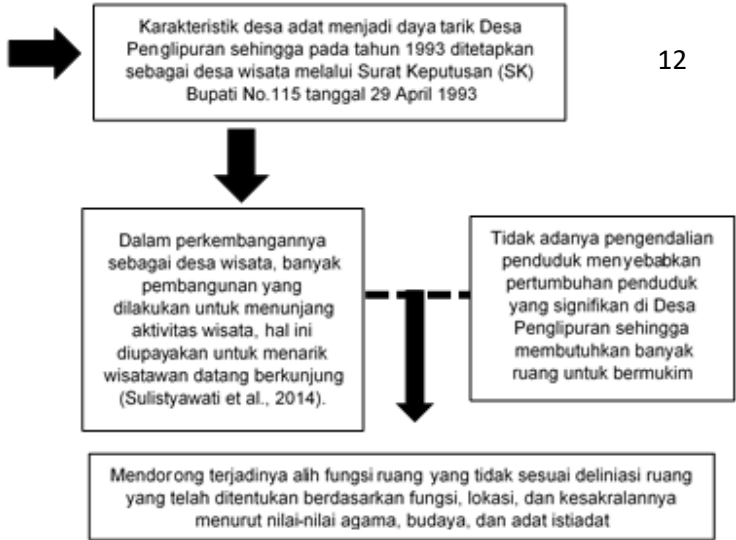 Karakteristik desa adat menjadi daya tarik Desa
Penglipuran sehingga pada tahun 1993 ditetapkan
sebagai desa wisata melalui Surat Keputusan (SK)
Bupati No.115 tanggal 29 April 1993
12
Dalam perkembangannya
sebagai desa wisata, banyak
pembangunan yang
dilakukan untuk menunjang
aktivitas wisata, hal ini
diupayakan untuk menarik
wisatawan datang berkunjung
(Sulistyawati et al., 2014).
Tidak adanya pengendalian
penduduk menyebabkan
pertumbuhan penduduk
yang signifikan di Desa
Penglipuran sehingga
membutuhkan banyak
ruang untuk bermukim
Mendorong terjadinya alih fungsi ruang yang tidak sesuai deliniasi ruang
yang telah ditentukan berdasarkan fungsi, lokasi, dan kesakralannya
menurut nilai-nilai agama, budaya, dan adat istiadat